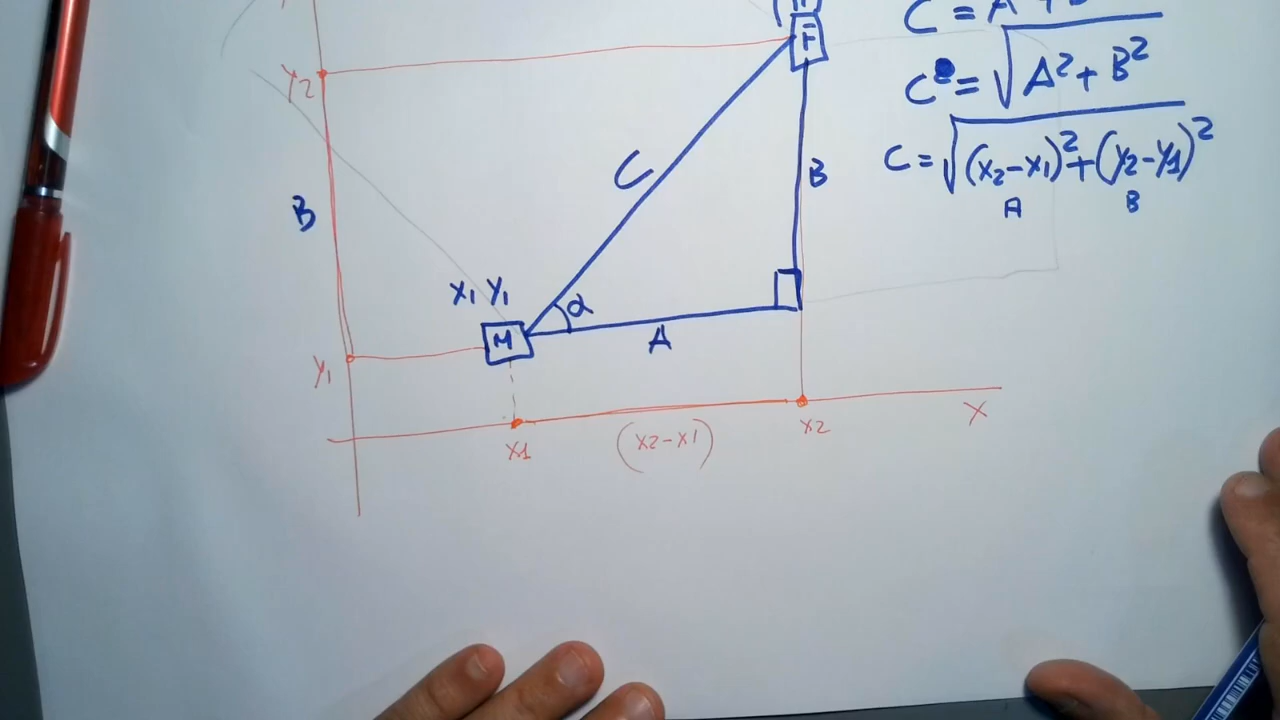 C = A
C = √A² + B²
C = √(x₂-x₁)² + (y₂-y1)²
A
B
y2
F
C
B
B
x₁ y₁
α
M
A
y₁
x1
(x2-x1)
x2
X